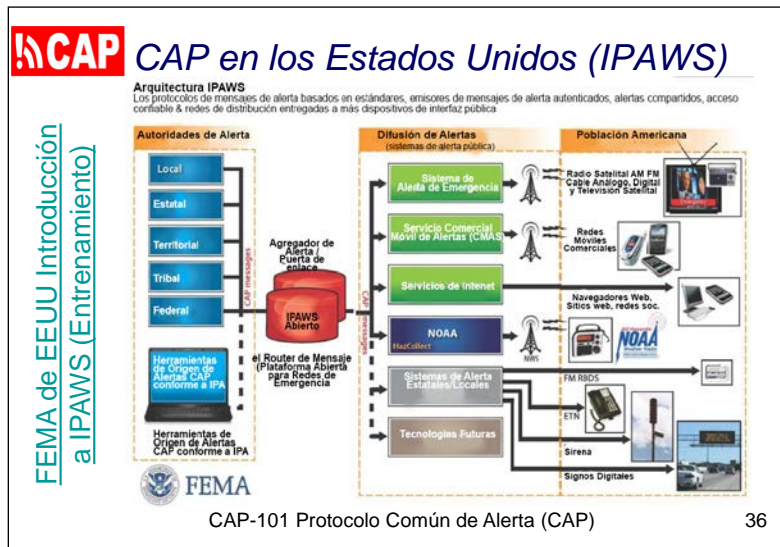 CAP
CAP en los Estados Unidos (IPAWS)
Arquitectura IPAWS
Los protocolos de mensajes de alerta basados en estándares, emisores de mensajes de alerta autenticados, alertas compartidos, acceso
confiable & redes de distribución entregadas a más dispositivos de interfaz pública
FEMA de EEUU Introducción
a IPAWS (Entrenamiento)
Autoridades de Alerta
Local
Estatal
Territorial
Tribal
Federal
Herramientas
de Origen de
Alertas CAP
conforme a IPA
Herramientas de
Origen de Alertas
CAP conforme a IPA
FEMA
CAP messages
Agregador de
Alerta /
Puerta de
enlace
IPAWS
Abierto
el Router de Mensaje
(Plataforma Abierta
para Redes de
Emergencia
CAP messages
Difusión de Alertas
(sistemas de alerta pública)
Sistema de
Alerta de Emergencia
Servicio Comercial
Móvil de Alertas (CMAS)
Servicios de Intenet
NOAA
HazCollect
NWS
Sistemas de Alerta
Estatales/Locales
Tecnologías Futuras
Población Americana
Radio Satelital AM FM
Cable Análogo, Digital
y Televisión Satelital
Redes
Móviles
Comerciales
Navegadores Web,
Sitios web, redes soc.
NOAA
FM RBDS
ETN
Sirena
Signos Digitales
CAP-101 Protocolo Común de Alerta (CAP)
36